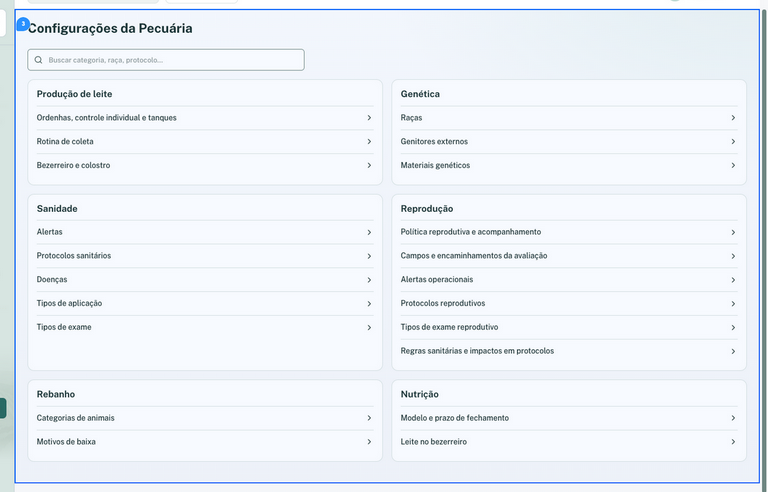 3
Configurações da Pecuária
Buscar categoria, raça, protocolo...
Produção de leite
Ordenhas, controle individual e tanques
Rotina de coleta
Bezerreiro e colostro
Genética
Raças
Genitores externos
Materiais genéticos
Sanidade
Alertas
Protocolos sanitários
Doenças
Tipos de aplicação
Tipos de exame
Reprodução
Política reprodutiva e acompanhamento
Campos e encaminhamentos da avaliação
Alertas operacionais
Protocolos reprodutivos
Tipos de exame reprodutivo
Regras sanitárias e impactos em protocolos
Rebanho
Categorias de animais
Motivos de baixa
Nutrição
Modelo e prazo de fechamento
Leite no bezerreiro